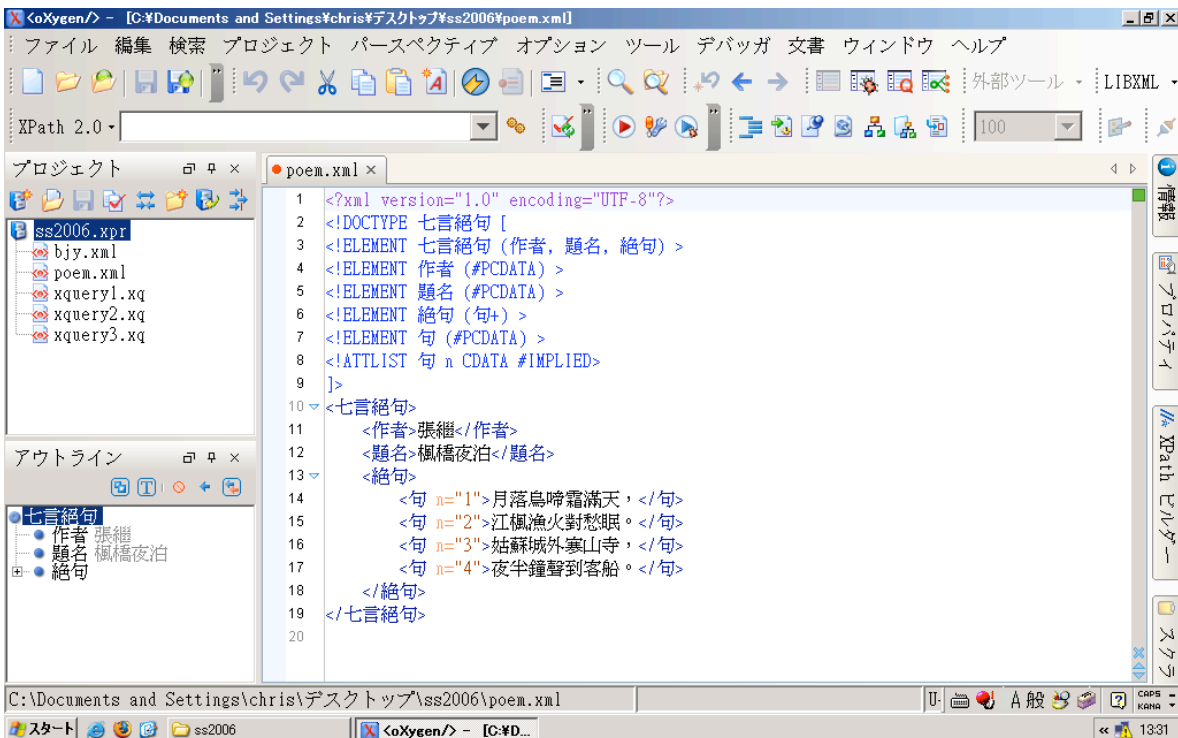 <oXygen/> - [C:¥Documents and Settings¥chris¥デスクトップ¥ss2006¥poem.xml]
ファイル 編集 検索 プロジェクト パースペクティブ オプション ツール デバッガ 文書 ウィンドウ ヘルプ
外部ツール LIBXML
XPath 2.0
100
プロジェクト
ss2006.xpr
bjy.xml
poem.xml
xquery1.xq
xquery2.xq
xquery3.xq
アウトライン
七言絕句
作者 張繼
題名 楓橋夜泊
絕句
poem.xml
1 <?xml version="1.0" encoding="UTF-8"?>
2 <!DOCTYPE 七言絕句 [
3 <!ELEMENT 七言絕句 (作者, 題名, 絕句) >
4 <!ELEMENT 作者 (#PCDATA) >
5 <!ELEMENT 題名 (#PCDATA) >
6 <!ELEMENT 絕句 (句+) >
7 <!ELEMENT 句 (#PCDATA) >
8 <!ATTLIST 句 n CDATA #IMPLIED>
9 ]>
10 <七言絕句>
11 <作者>張繼</作者>
12 <題名>楓橋夜泊</題名>
13 <絕句>
14 <句 n="1">月落烏啼霜滿天，</句>
15 <句 n="2">江楓漁火對愁眠。</句>
16 <句 n="3">姑蘇城外寒山寺，</句>
17 <句 n="4">夜半鐘聲到客船。</句>
18 </絕句>
19 </七言絕句>
20
情報
プロパティ
XPath ビルダー
スクラ
C:\Documents and Settings\chris\デスクトップ\ss2006\poem.xml
U-
A 般
CAPS
KANA
スタート
ss2006
<oXygen/> - [C:¥D...
13:31